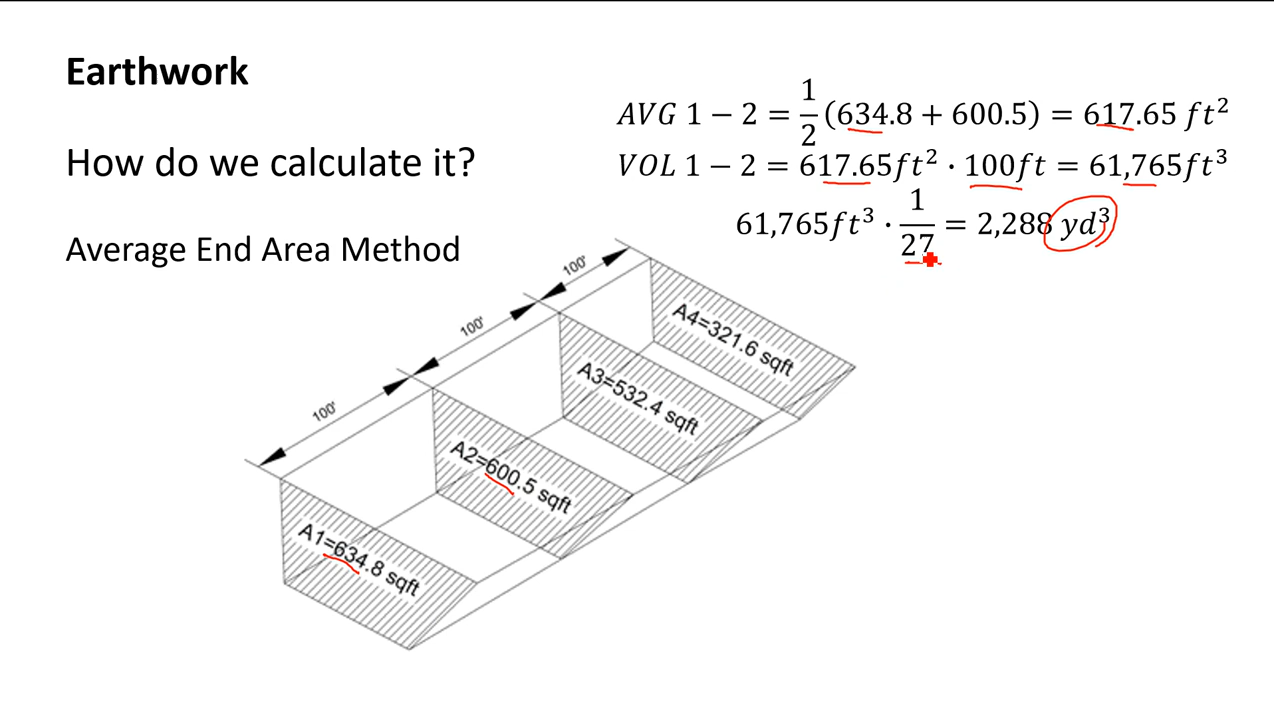 Earthwork
How do we calculate it?
Average End Area Method
AVG 1 − 2 = 1/2 (634.8 + 600.5) = 617.65 ft²
VOL 1 − 2 = 617.65ft² · 100ft = 61,765ft³
61,765ft³ · 1/27 = 2,288 yd³
100'
100'
100'
A4=321.6 sqft
A3=532.4 sqft
A2=600.5 sqft
A1=634.8 sqft